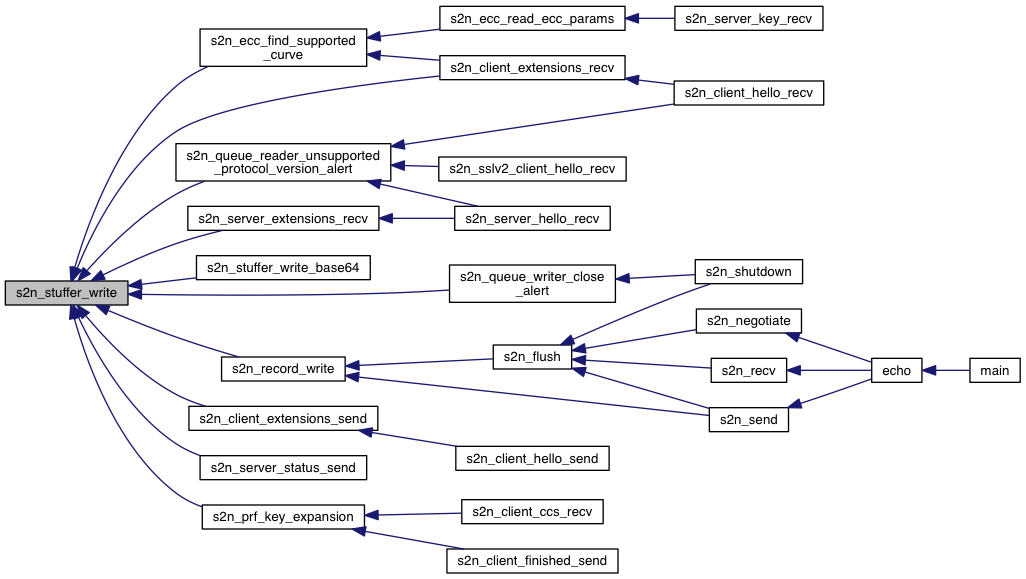 s2n_ecc_read_ecc_params
s2n_server_key_recv
s2n_ecc_find_supported
_curve
s2n_client_extensions_recv
s2n_client_hello_recv
s2n_queue_reader_unsupported
_protocol_version_alert
s2n_sslv2_client_hello_recv
s2n_server_extensions_recv
s2n_server_hello_recv
s2n_stuffer_write_base64
s2n_queue_writer_close
_alert
s2n_shutdown
s2n_stuffer_write
s2n_negotiate
s2n_flush
s2n_record_write
s2n_recv
echo
main
s2n_client_extensions_send
s2n_send
s2n_client_hello_send
s2n_server_status_send
s2n_prf_key_expansion
s2n_client_ccs_recv
s2n_client_finished_send